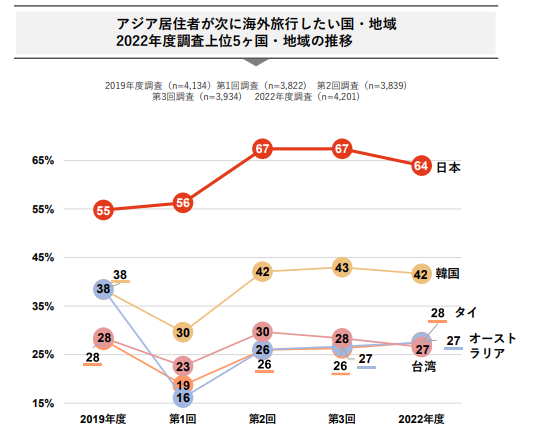 アジア居住者が次に海外旅行したい国・地域
2022年度調査上位5ヶ国・地域の推移
2019年度調査（n=4,134）第1回調査（n=3,822） 第2回調査（n=3,839）
第3回調査（n=3,934） 2022年度調査（n=4,201）
67 67
65% 64 日本
55% 55 56
45%
38 38 42 43 42 韓国
35%
30 30 28 28 タイ
28 23 26 27 27 オースト
ラリア
25% 28 26 26 27 台湾
19
16
15%
2019年度 第1回 第2回 第3回 2022年度